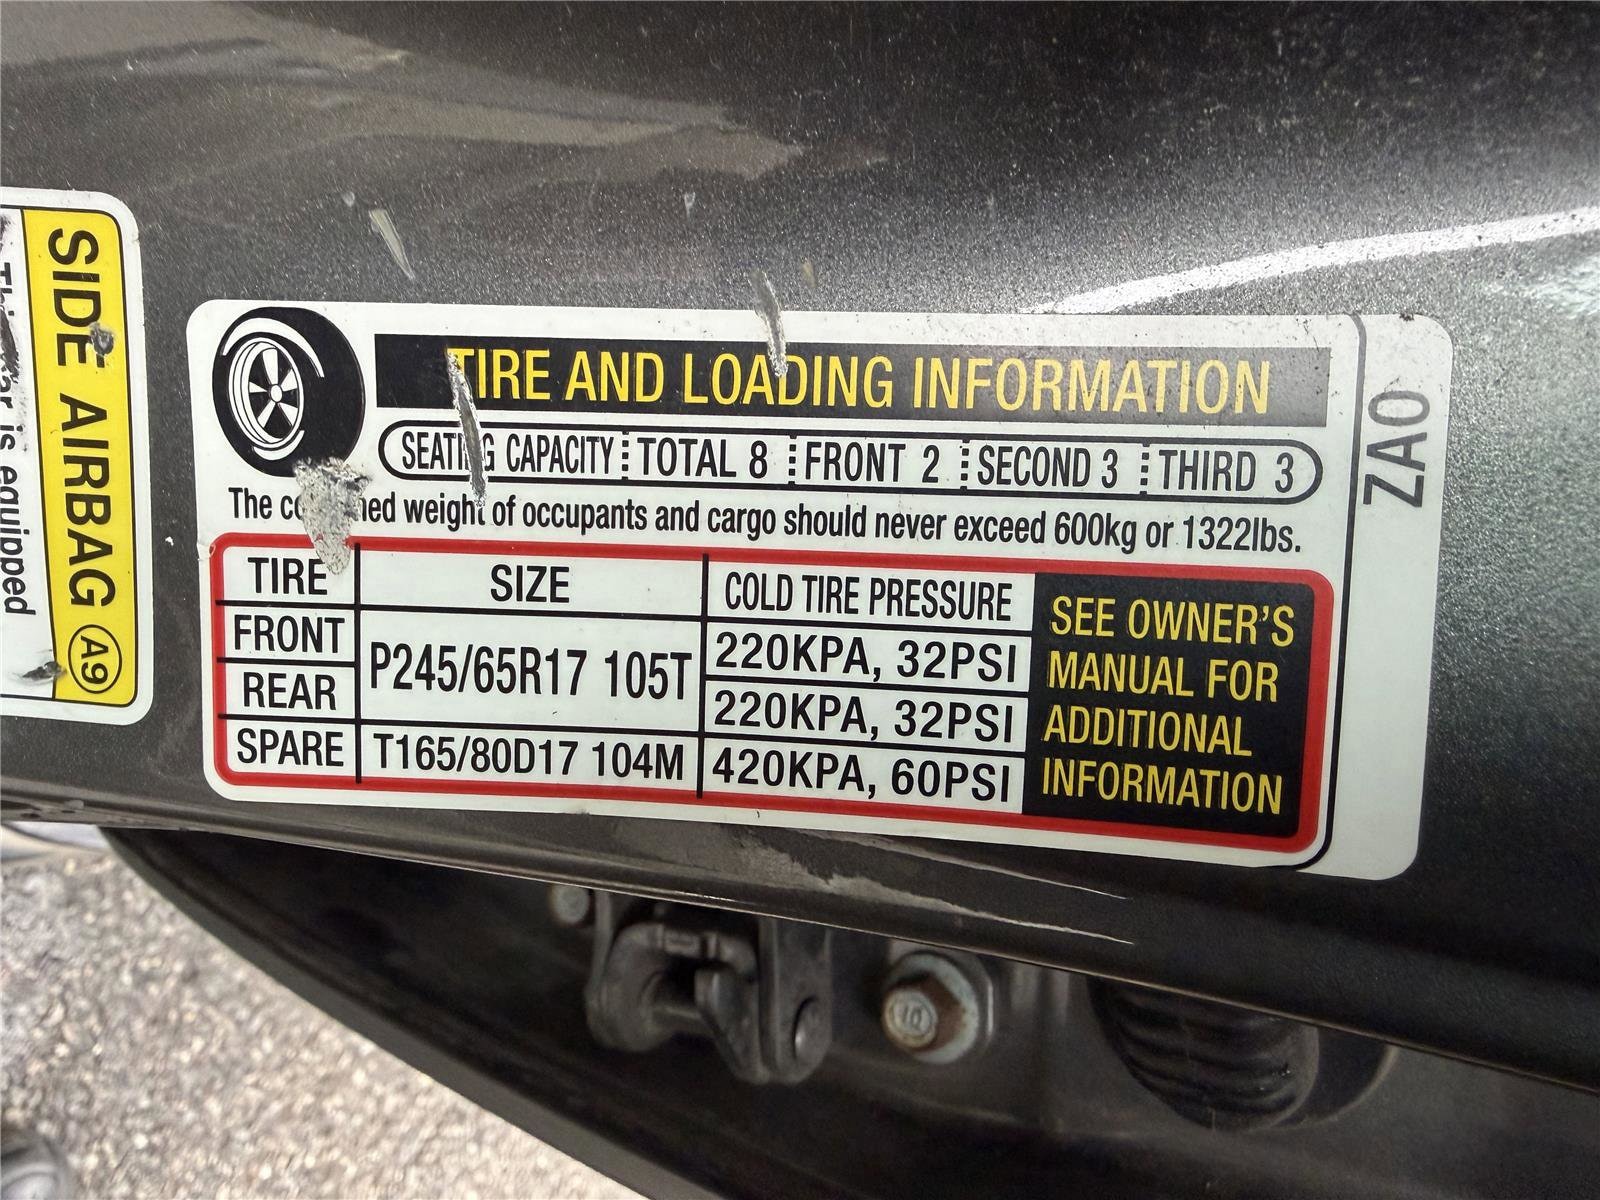 SIDE AIRBAG A9
is equipped
TIRE AND LOADING INFORMATION
SEATING CAPACITY TOTAL 8 FRONT 2 SECOND 3 THIRD 3
The weight of occupants and cargo should never exceed 600kg or 1322lbs.
TIRE SIZE COLD TIRE PRESSURE
FRONT P245/65R17 105T 220KPA, 32PSI
REAR 220KPA, 32PSI
SPARE T165/80D17 104M 420KPA, 60PSI
SEE OWNER'S
MANUAL FOR
ADDITIONAL
INFORMATION
ZA0
10